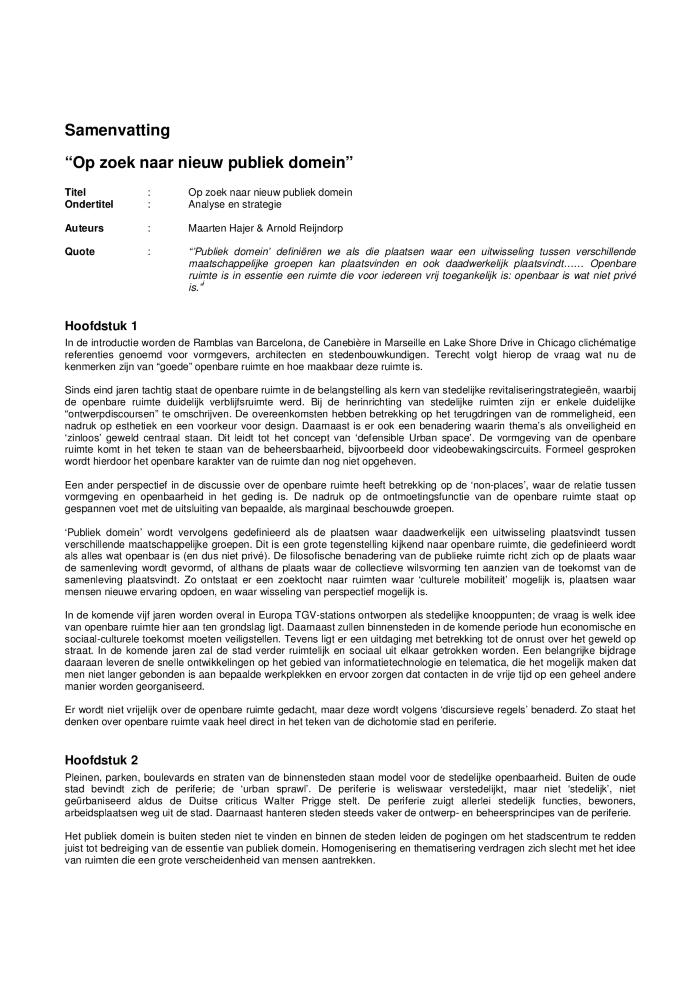 Samenvatting
“Op zoek naar nieuw publiek domein”
Titel : Op zoek naar nieuw publiek domein
Ondertitel : Analyse en strategie
Auteurs : Maarten Hajer & Arnold Reijndorp
Quote : “‘Publiek domein’ definiëren we als die plaatsen waar een uitwisseling tussen verschillende
maatschappelijke groepen kan plaatsvinden en ook daadwerkelijk plaatsvindt…… Openbare
ruimte is in essentie een ruimte die voor iedereen vrij toegankelijk is: openbaar is wat niet privé
is.”
Hoofdstuk 1
In de introductie worden de Ramblas van Barcelona, de Canebière in Marseille en Lake Shore Drive in Chicago clichématige
referenties genoemd voor vormgevers, architecten en stedenbouwkundigen. Terecht volgt hierop de vraag wat nu de
kenmerken zijn van “goede” openbare ruimte en hoe maakbaar deze ruimte is.
Sinds eind jaren tachtig staat de openbare ruimte in de belangstelling als kern van stedelijke revitaliseringstrategieën, waarbij
de openbare ruimte duidelijk verblijfsruimte werd. Bij de herinrichting van stedelijke ruimten zijn er enkele duidelijke
“ontwerpdiscoursen” te omschrijven. De overeenkomsten hebben betrekking op het terugdringen van de rommeligheid, een
nadruk op esthetiek en een voorkeur voor design. Daarnaast is er ook een benadering waarin thema’s als onveiligheid en
‘zinloos’ geweld centraal staan. Dit leidt tot het concept van ‘defensible Urban space’. De vormgeving van de openbare
ruimte komt in het teken te staan van de beheersbaarheid, bijvoorbeeld door videobewakingscircuits. Formeel gesproken
wordt hierdoor het openbare karakter van de ruimte dan nog niet opgeheven.
Een ander perspectief in de discussie over de openbare ruimte heeft betrekking op de ‘non-places’, waar de relatie tussen
vormgeving en openbaarheid in het geding is. De nadruk op de ontmoetingsfunctie van de openbare ruimte staat op
gespannen voet met de uitsluiting van bepaalde, als marginaal beschouwde groepen.
‘Publiek domein’ wordt vervolgens gedefinieerd als de plaatsen waar daadwerkelijk een uitwisseling plaatsvindt tussen
verschillende maatschappelijke groepen. Dit is een grote tegenstelling kijkend naar openbare ruimte, die gedefinieerd wordt
als alles wat openbaar is (en dus niet privé). De filosofische benadering van de publieke ruimte richt zich op de plaats waar
de samenleving wordt gevormd, of althans de plaats waar de collectieve wilsvorming ten aanzien van de toekomst van de
samenleving plaatsvindt. Zo ontstaat er een zoektocht naar ruimten waar ‘culturele mobiliteit’ mogelijk is, plaatsen waar
mensen nieuwe ervaring opdoen, en waar wisseling van perspectief mogelijk is.
In de komende vijf jaren worden overal in Europa TGV-stations ontworpen als stedelijke knooppunten; de vraag is welk idee
van openbare ruimte hier aan ten grondslag ligt. Daarnaast zullen binnensteden in de komende periode hun economische en
sociaal-culturele toekomst moeten veiligstellen. Tevens ligt er een uitdaging met betrekking tot de onrust over het geweld op
straat. In de komende jaren zal de stad verder ruimtelijk en sociaal uit elkaar getrokken worden. Een belangrijke bijdrage
daaraan leveren de snelle ontwikkelingen op het gebied van informatietechnologie en telematica, die het mogelijk maken dat
men niet langer gebonden is aan bepaalde werkplekken en ervoor zorgen dat contacten in de vrije tijd op een geheel andere
manier worden georganiseerd.
Er wordt niet vrijelijk over de openbare ruimte gedacht, maar deze wordt volgens ‘discursieve regels’ benaderd. Zo staat het
denken over openbare ruimte vaak heel direct in het teken van de dichotomie stad en periferie.
Hoofdstuk 2
Pleinen, parken, boulevards en straten van de binnensteden staan model voor de stedelijke openbaarheid. Buiten de oude
stad bevindt zich de periferie; de ‘urban sprawl’. De periferie is weliswaar verstedelijkt, maar niet ‘stedelijk’, niet
geürbaniseerd aldus de Duitse criticus Walter Prigge stelt. De periferie zuigt allerlei stedelijk functies, bewoners,
arbeidsplaatsen weg uit de stad. Daarnaast hanteren steden steeds vaker de ontwerp- en beheersprincipes van de periferie.
Het publiek domein is buiten steden niet te vinden en binnen de steden leiden de pogingen om het stadscentrum te redden
juist tot bedreiging van de essentie van publiek domein. Homogenisering en thematisering verdragen zich slecht met het idee
van ruimten die een grote verscheidenheid van mensen aantrekken.